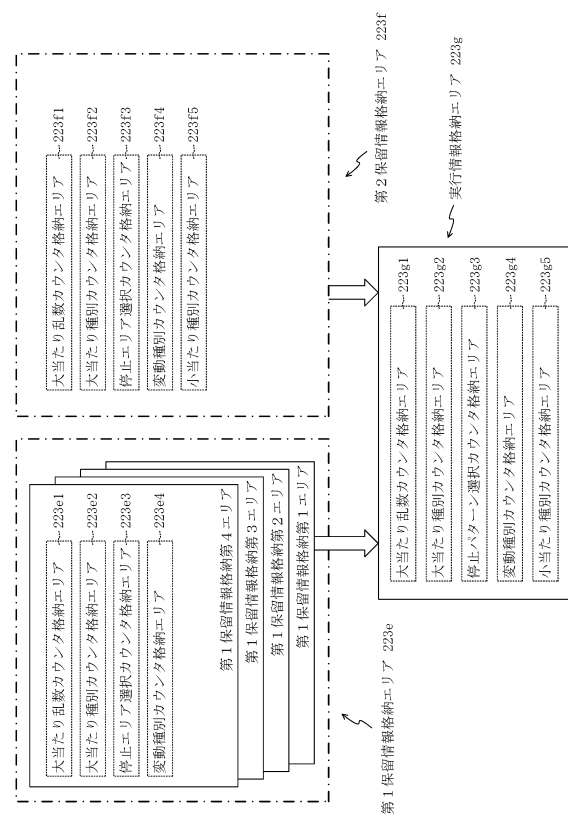 大当たり乱数カウンタ格納エリア 223e1
大当たり種別カウンタ格納エリア 223e2
停止エリア選択カウンタ格納エリア 223e3
変動種別カウンタ格納エリア 223e4
第1保留情報格納第4エリア
第1保留情報格納第3エリア
第1保留情報格納第2エリア
第1保留情報格納第1エリア
第1保留情報格納エリア 223e
大当たり乱数カウンタ格納エリア 223f1
大当たり種別カウンタ格納エリア 223f2
停止エリア選択カウンタ格納エリア 223f3
変動種別カウンタ格納エリア 223f4
小当たり種別カウンタ格納エリア 223f5
第2保留情報格納エリア 223f
実行情報格納エリア 223g
大当たり乱数カウンタ格納エリア 223g1
大当たり種別カウンタ格納エリア 223g2
停止パターン選択カウンタ格納エリア 223g3
変動種別カウンタ格納エリア 223g4
小当たり種別カウンタ格納エリア 223g5